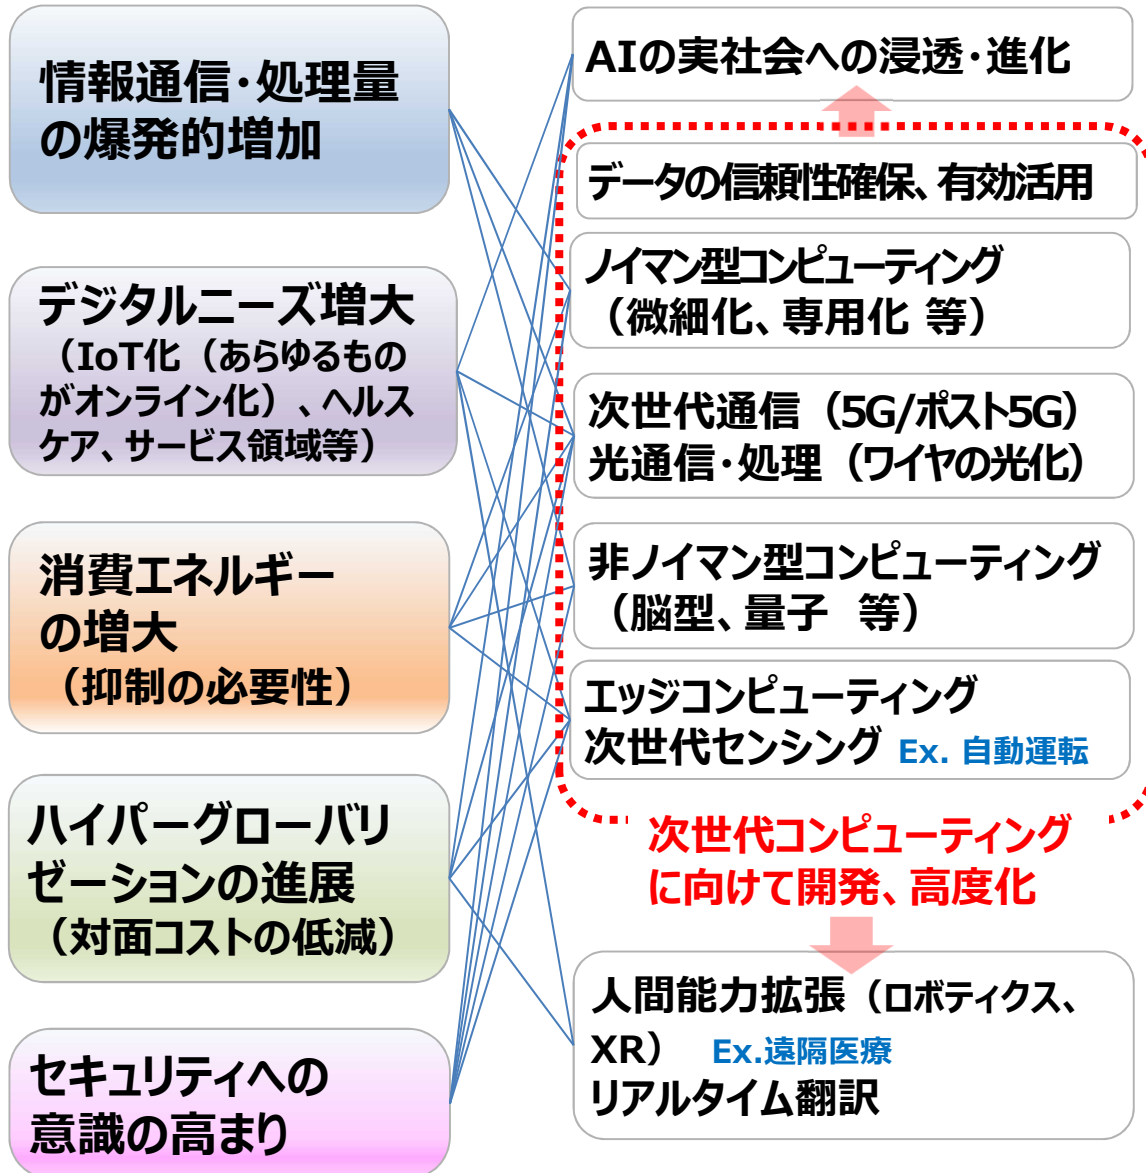 情報通信・処理量
の爆発的増加
デジタルニーズ増大
（IoT化（あらゆるもの
がオンライン化）、ヘルス
ケア、サービス領域等）
消費エネルギー
の増大
（抑制の必要性）
ハイパーグローバリ
ゼーションの進展
（対面コストの低減）
セキュリティへの
意識の高まり
AIの実社会への浸透・進化
データの信頼性確保、有効活用
ノイマン型コンピューティング
（微細化、専用化 等）
次世代通信（5G/ポスト5G）
光通信・処理（ワイヤの光化）
非ノイマン型コンピューティング
（脳型、量子　等）
エッジコンピューティング
次世代センシング Ex. 自動運転
次世代コンピューティング
に向けて開発、高度化
人間能力拡張（ロボティクス、
XR） Ex.遠隔医療
リアルタイム翻訳